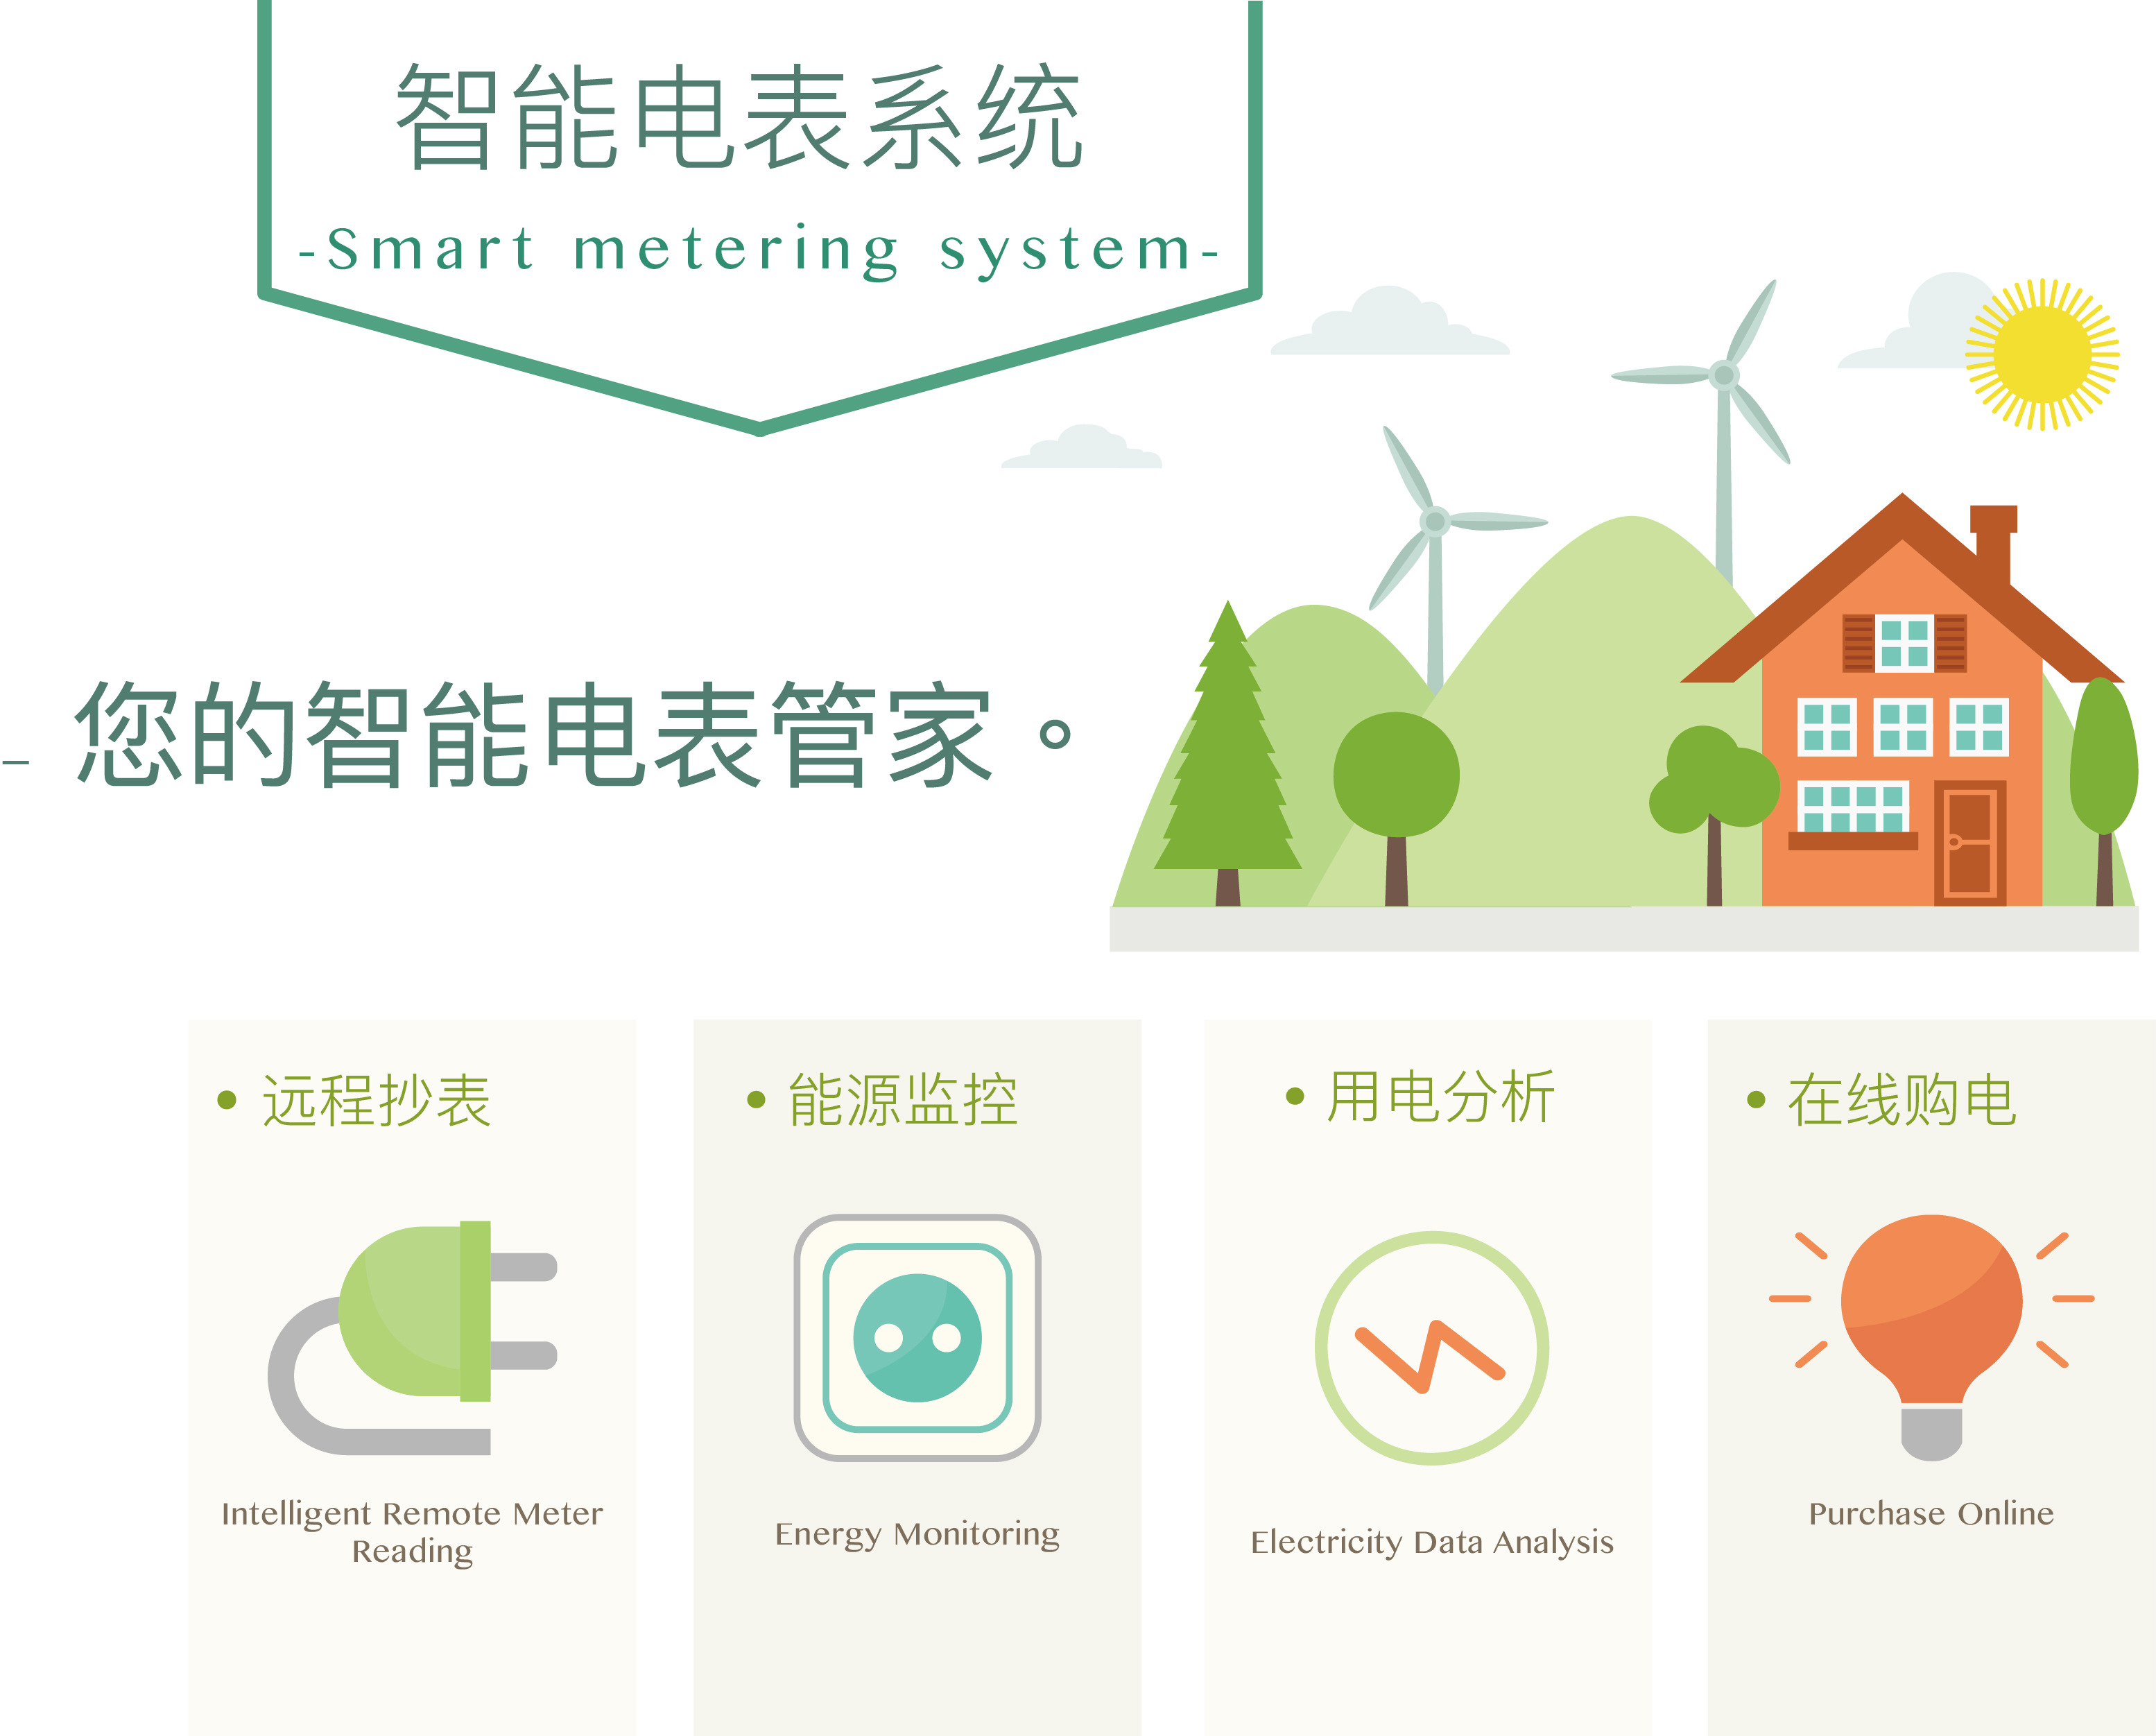 智能电表系统
-Smart metering system-
- 您的智能电表管家。
• 远程抄表
Intelligent Remote Meter
Reading
• 能源监控
Energy Monitoring
• 用电分析
Electricity Data Analysis
• 在线购电
Purchase Online